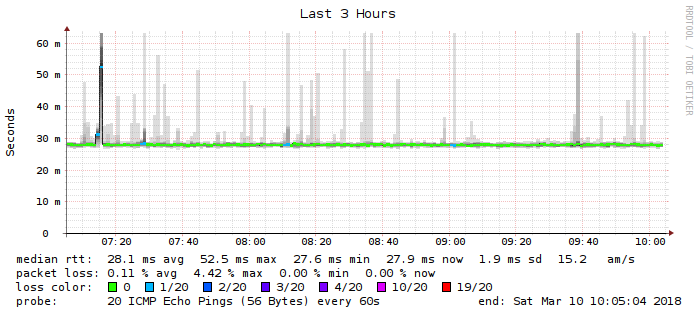 Last 3 Hours
RRDTOOL / TOBI OETIKER
Seconds
60 m
50 m
40 m
30 m
20 m
10 m
0
07:20 07:40 08:00 08:20 08:40 09:00 09:20 09:40 10:00
median rtt: 28.1 ms avg 52.5 ms max 27.6 ms min 27.9 ms now 1.9 ms sd 15.2 am/s
packet loss: 0.11 % avg 4.42 % max 0.00 % min 0.00 % now
loss color: 0 1/20 2/20 3/20 4/20 10/20 19/20
probe: 20 ICMP Echo Pings (56 Bytes) every 60s end: Sat Mar 10 10:05:04 2018